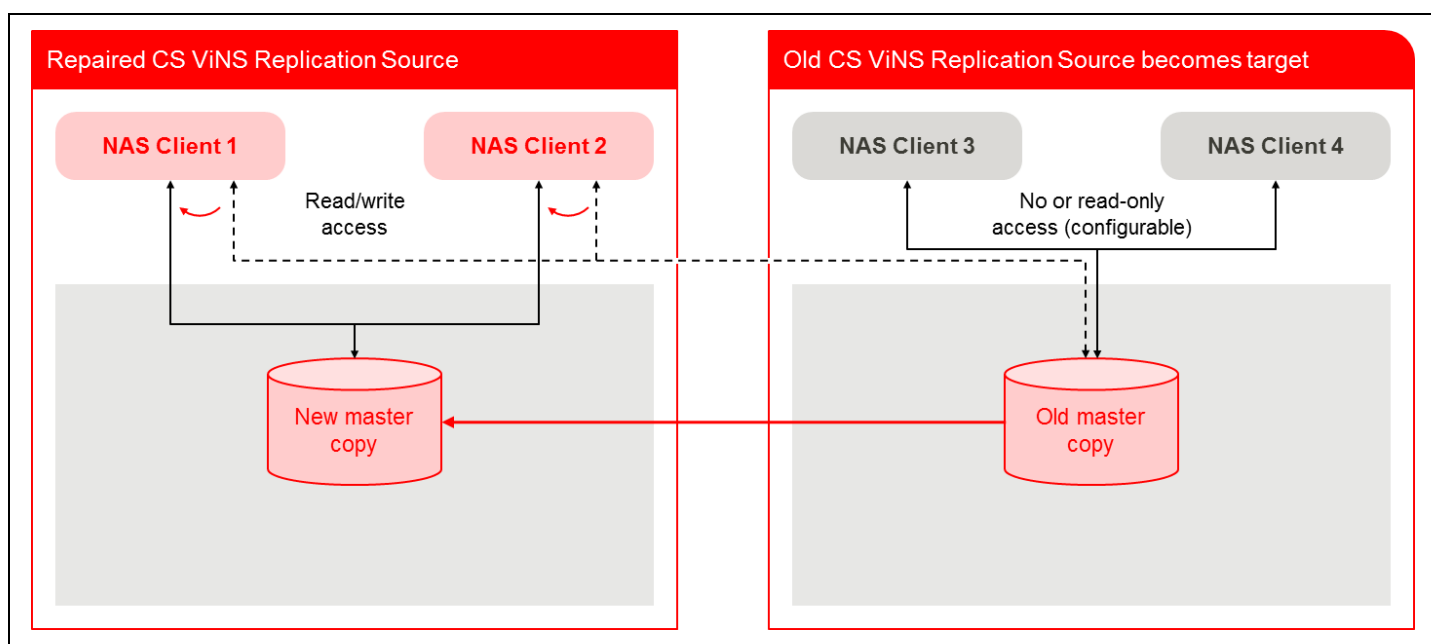 Repaired CS ViNS Replication Source
Old CS ViNS Replication Source becomes target
NAS Client 1
NAS Client 2
NAS Client 3
NAS Client 4
Read/write
access
No or read-only
access (configurable)
New master
copy
Old master
copy